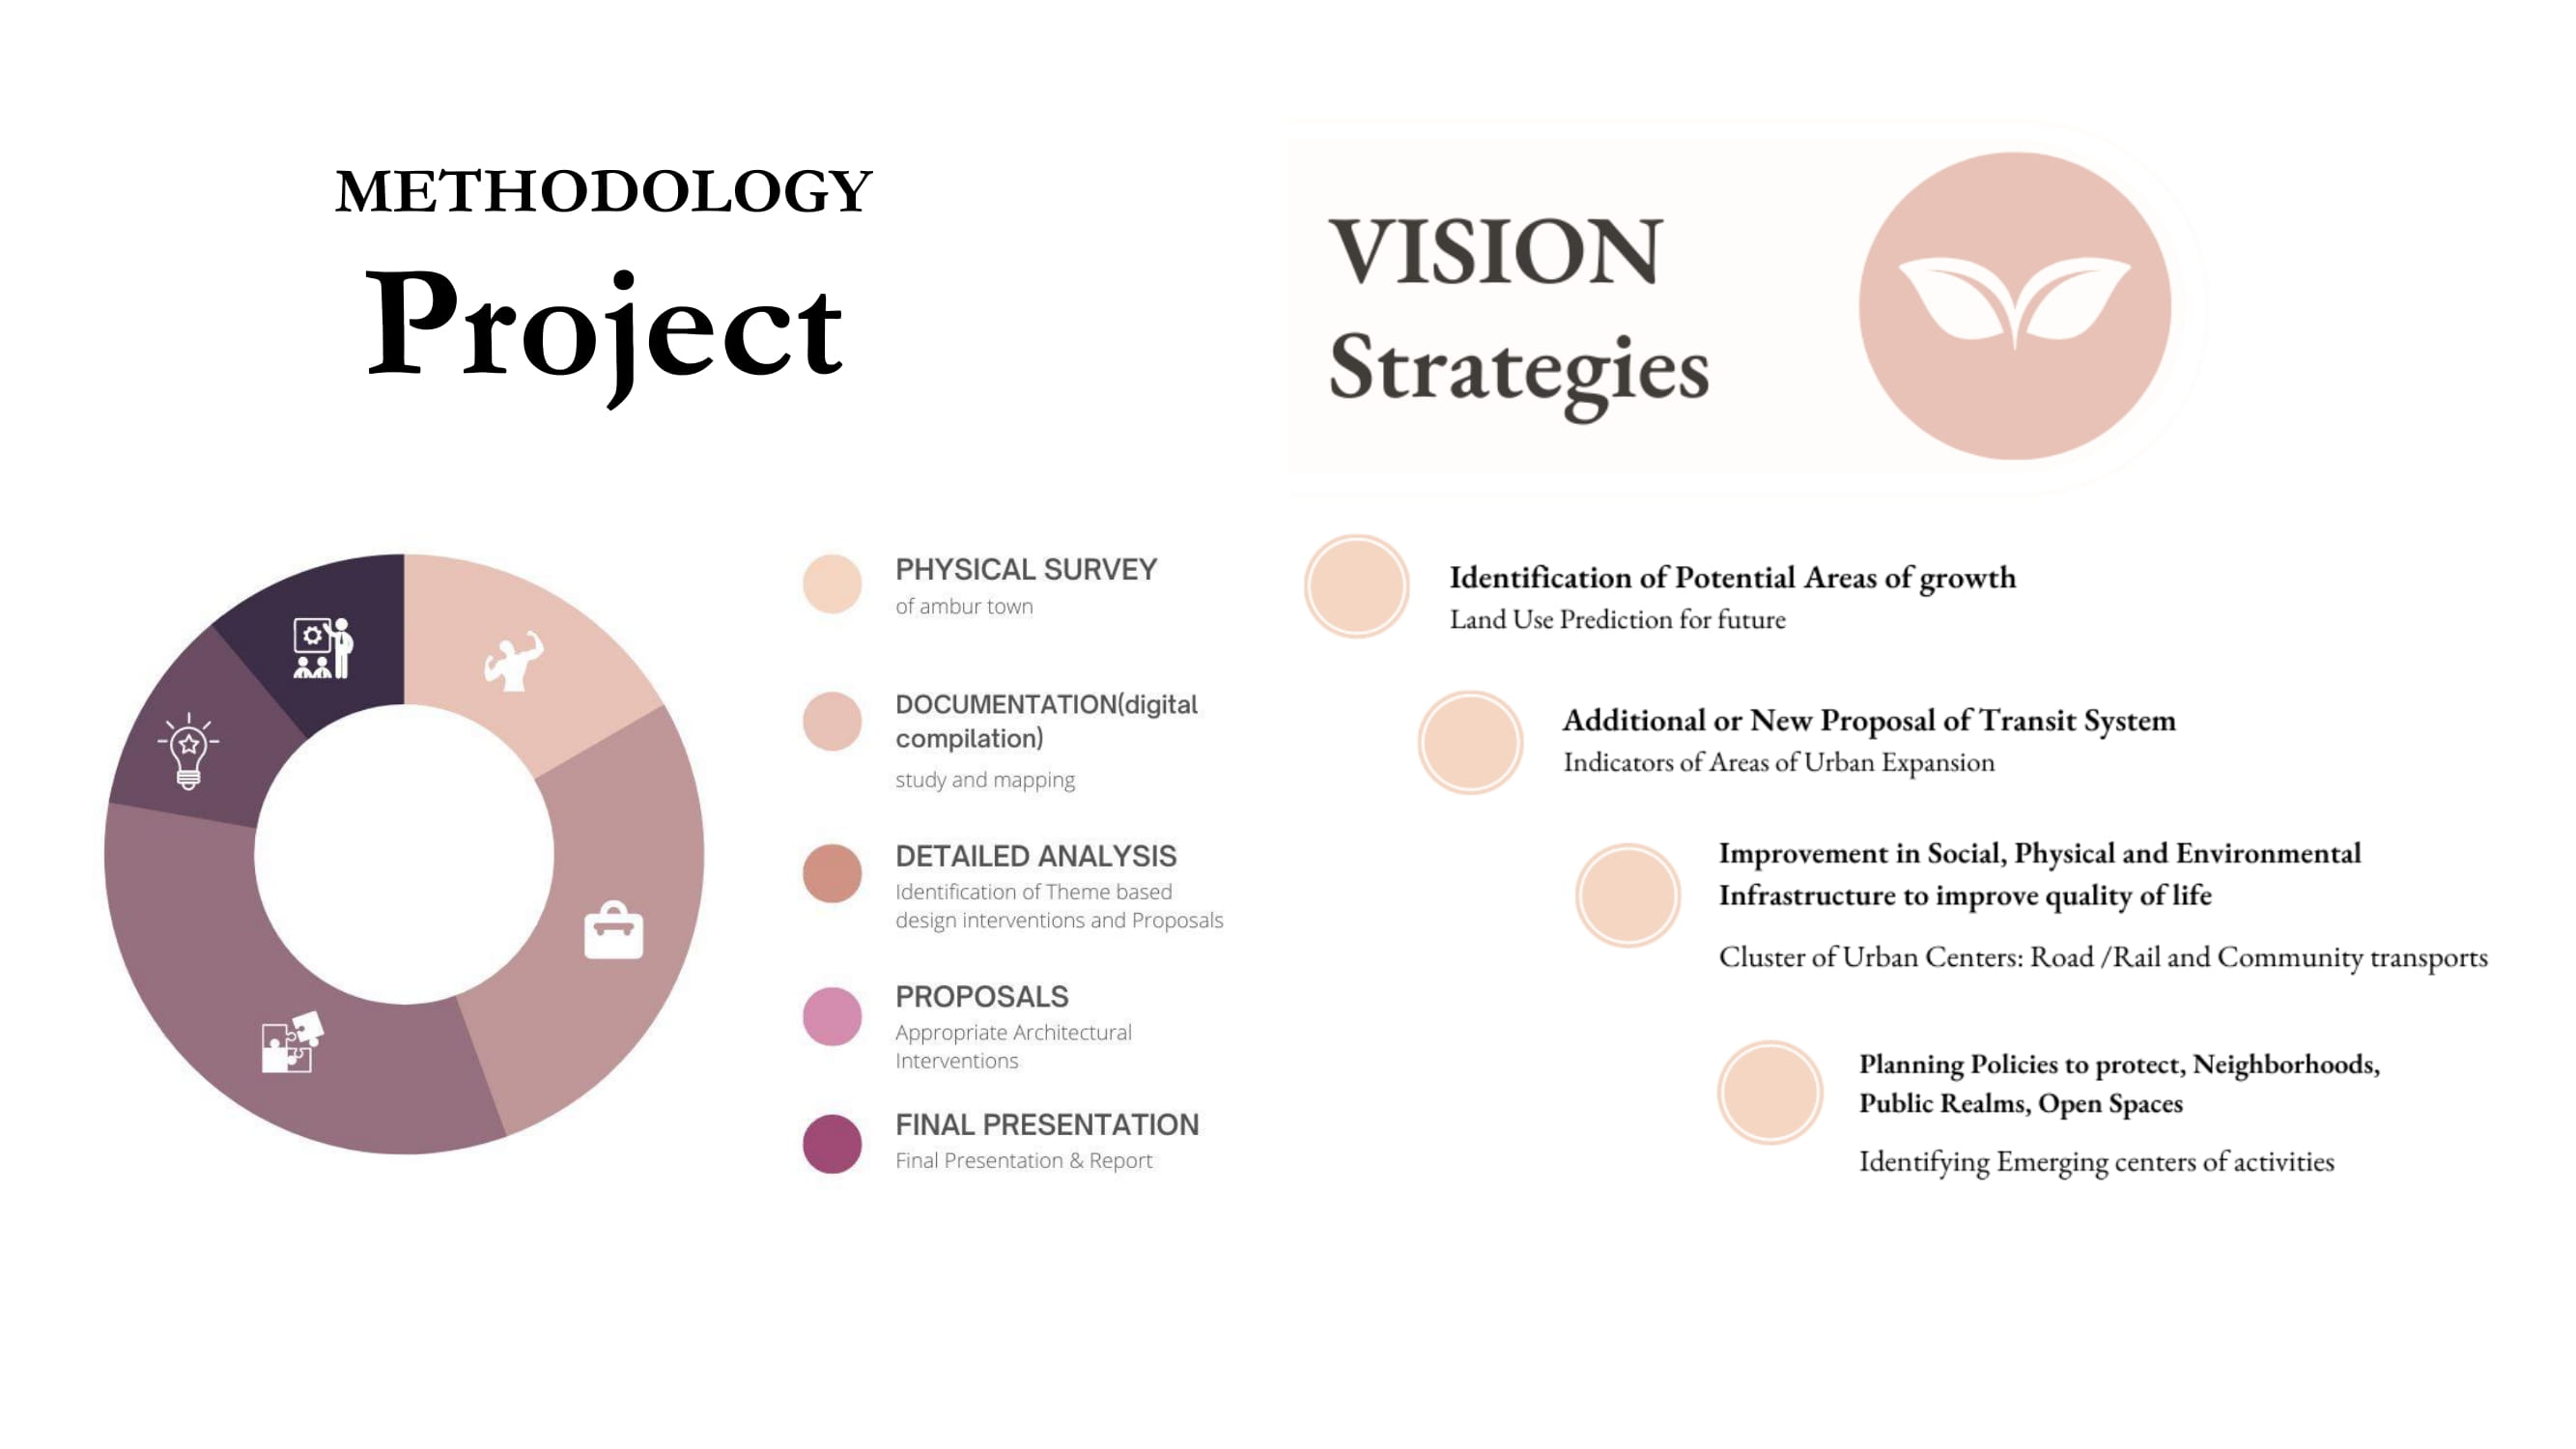 METHODOLOGY
Project
PHYSICAL SURVEY
of ambur town
DOCUMENTATION(digital
compilation)
study and mapping
DETAILED ANALYSIS
Identification of Theme based
design interventions and Proposals
PROPOSALS
Appropriate Architectural
Interventions
FINAL PRESENTATION
Final Presentation & Report
VISION
Strategies
Identification of Potential Areas of growth
Land Use Prediction for future
Additional or New Proposal of Transit System
Indicators of Areas of Urban Expansion
Improvement in Social, Physical and Environmental
Infrastructure to improve quality of life
Cluster of Urban Centers: Road /Rail and Community transports
Planning Policies to protect, Neighborhoods,
Public Realms, Open Spaces
Identifying Emerging centers of activities